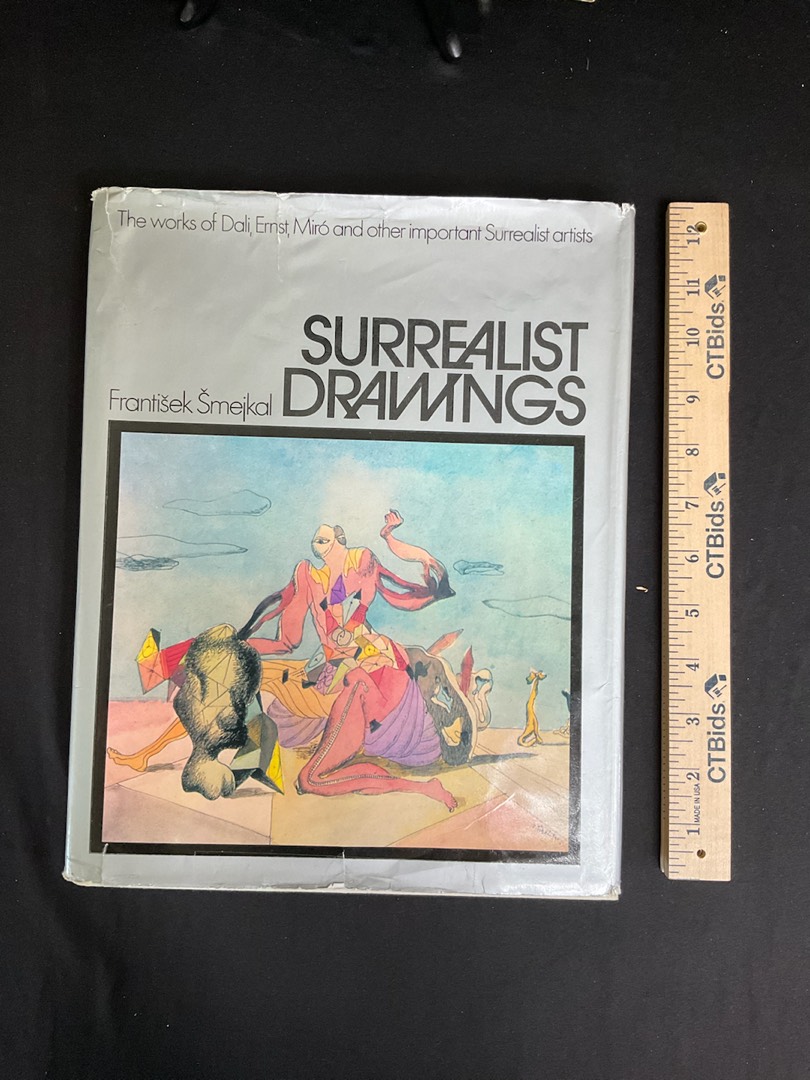 The works of Dali, Ernst, Miró and other important Surrealist artists
SURREALIST
František Šmejkal DRAWINGS
12
11
10
9
8
7
6
5
4
3
2
1
CTBids
CTBids
CTBids
MADE IN USA